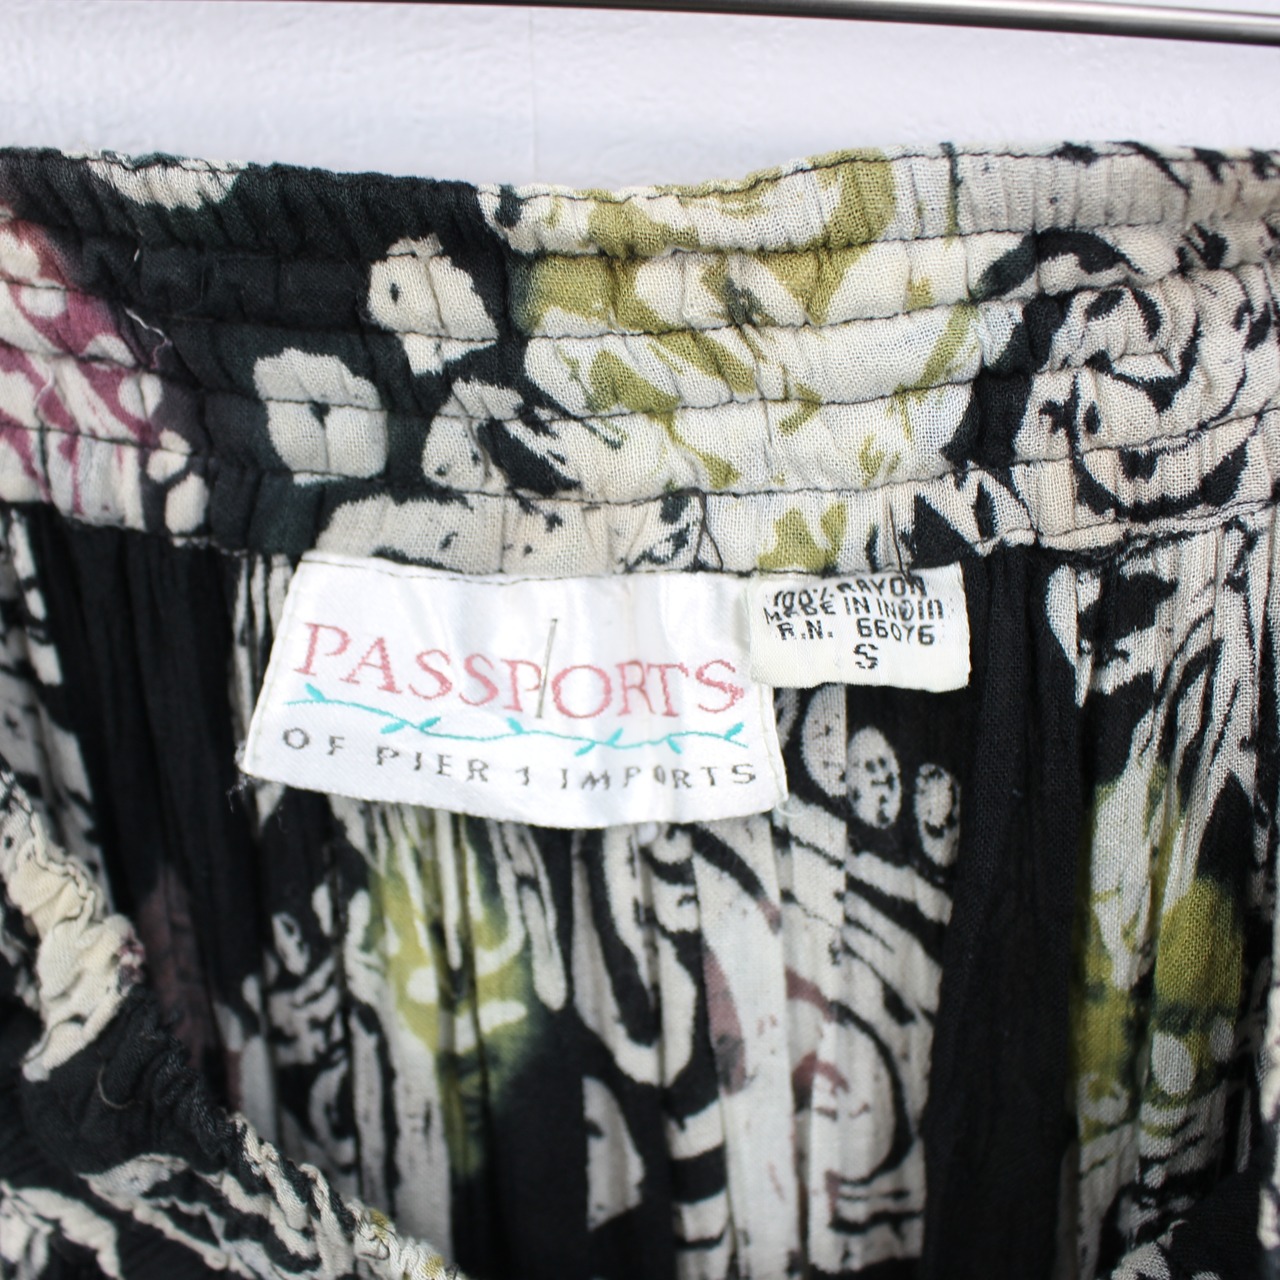 PASSPORTS
OF PIER 1 IMPORTS
100% RAYON
MADE IN INDIA
R.N. 66076
S